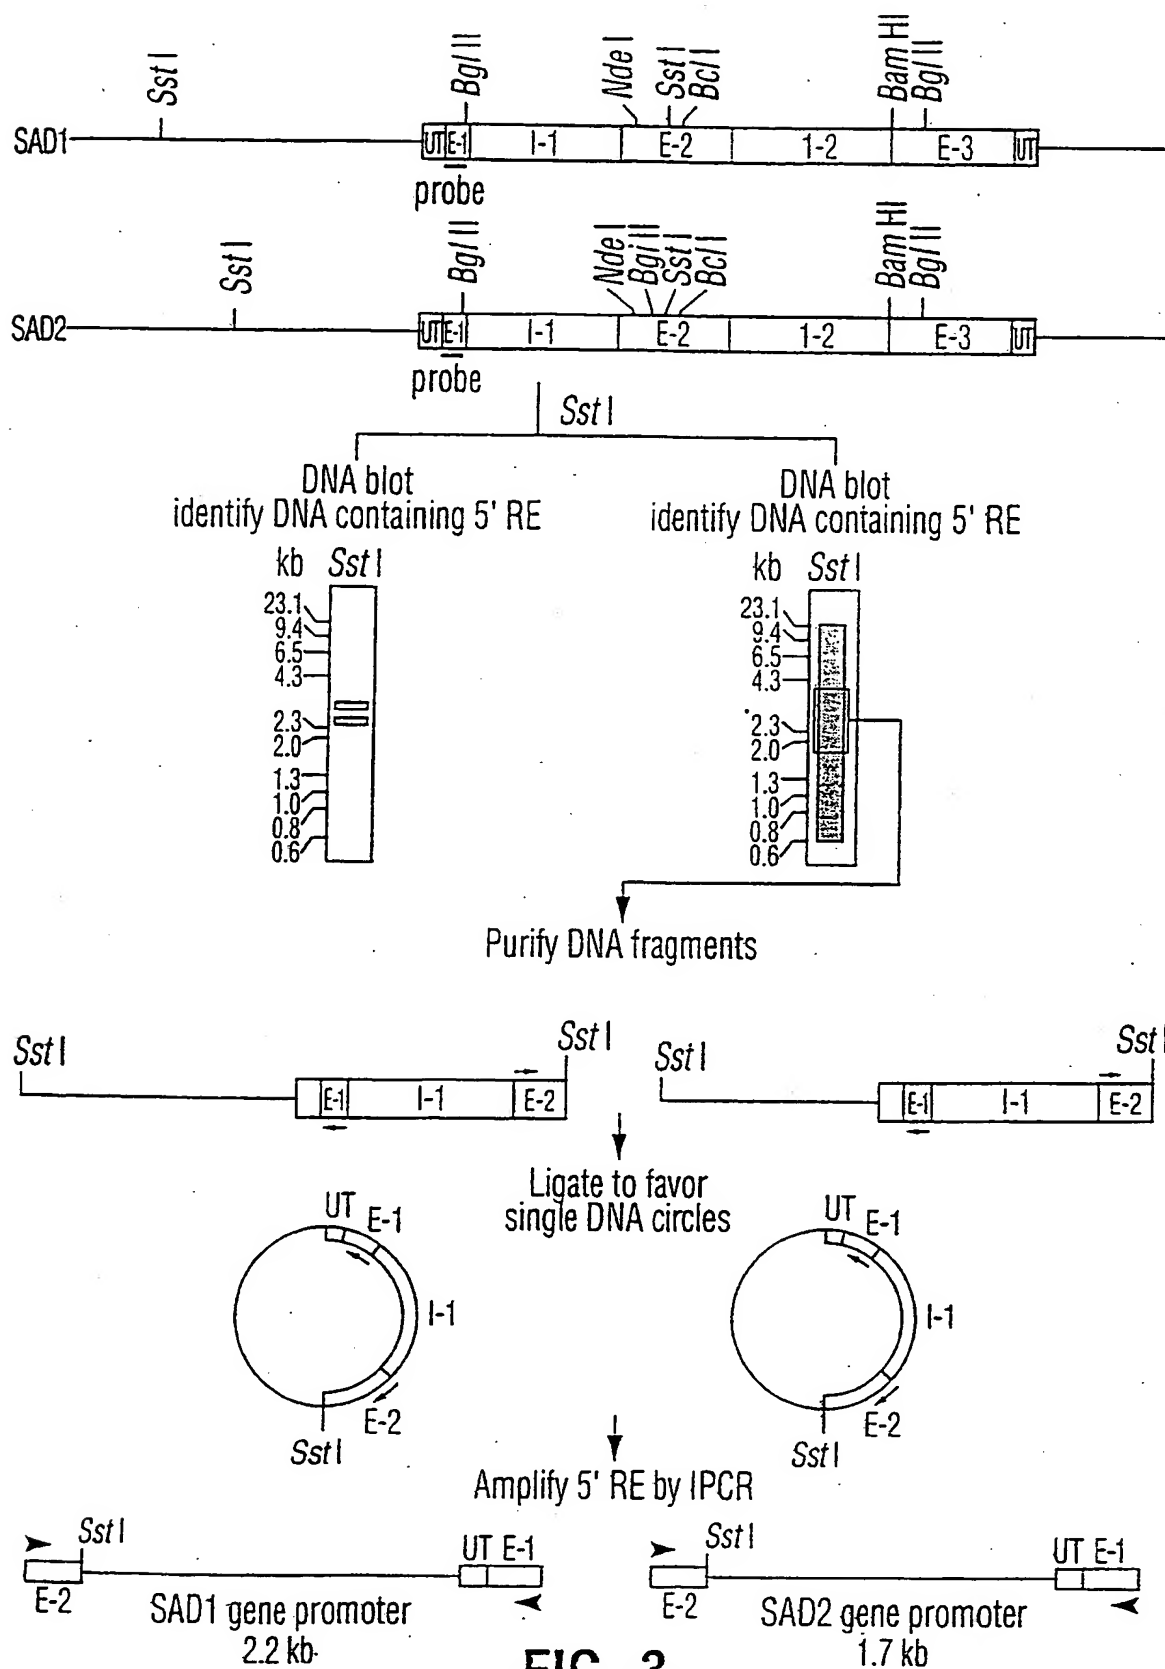 Sst I
Bgl II
Nde I
Sst I
Bcl I
Bam HI
Bgl II
SAD1
UT E-1 I-1 E-2 1-2 E-3 UT
probe
Sst I
Bgl II
Nde I
Bgl II
Sst I
Bcl I
Bam HI
Bgl II
SAD2
UT E-1 I-1 E-2 1-2 E-3 UT
probe
Sst I
DNA blot
identify DNA containing 5' RE
kb Sst I
23.1
9.4
6.5
4.3
2.3
2.0
1.3
1.0
0.8
0.6
DNA blot
identify DNA containing 5' RE
kb Sst I
23.1
9.4
6.5
4.3
2.3
2.0
1.3
1.0
0.8
0.6
Purify DNA fragments
Sst I Sst I
E-1 I-1 E-2
Sst I Sst I
E-1 I-1 E-2
Ligate to favor
single DNA circles
UT E-1
I-1
E-2
Sst I
UT E-1
I-1
E-2
Sst I
Amplify 5' RE by IPCR
Sst I UT E-1
E-2
SAD1 gene promoter
2.2 kb
Sst I UT E-1
E-2
SAD2 gene promoter
1.7 kb
FIG. 3